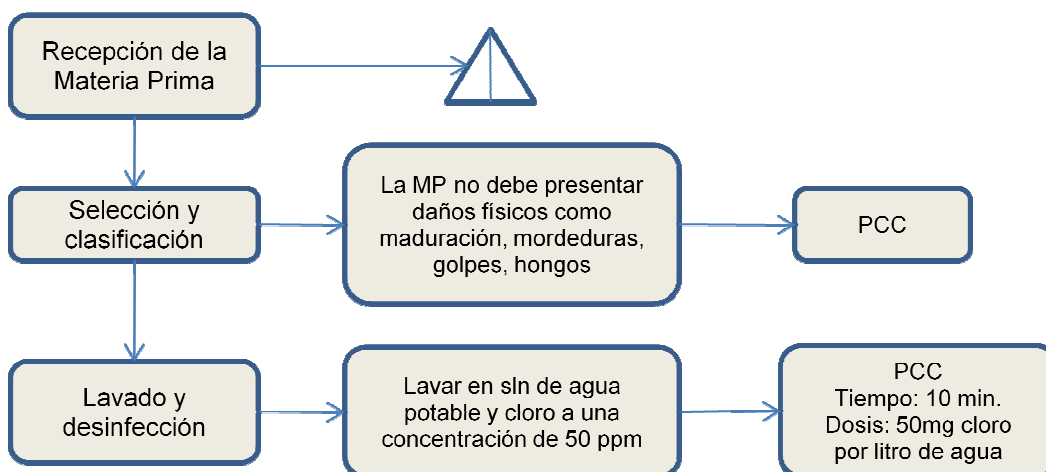 Recepción de la
Materia Prima
Selección y
clasificación
La MP no debe presentar
daños físicos como
maduración, mordeduras,
golpes, hongos
PCC
Lavado y
desinfección
Lavar en sln de agua
potable y cloro a una
concentración de 50 ppm
PCC
Tiempo: 10 min.
Dosis: 50mg cloro
por litro de agua